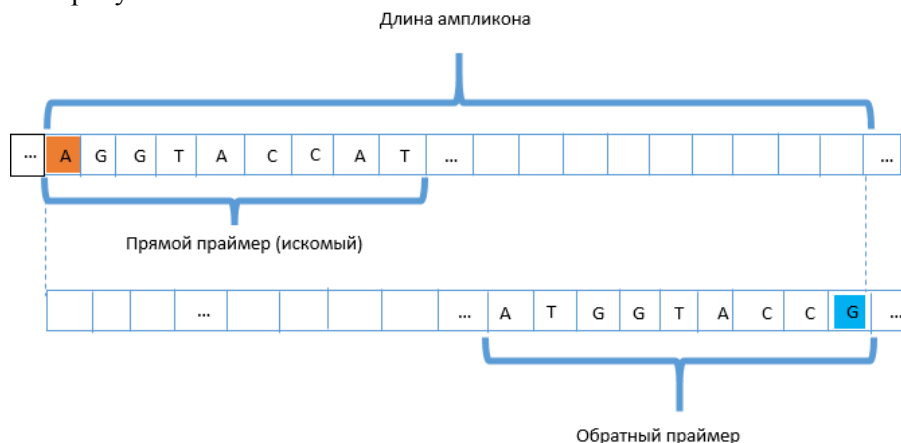 Длина ампликона
... A G G T A C C A T ... ...
Прямой праймер (искомый)
... ... A T G G T A C C G ...
Обратный праймер